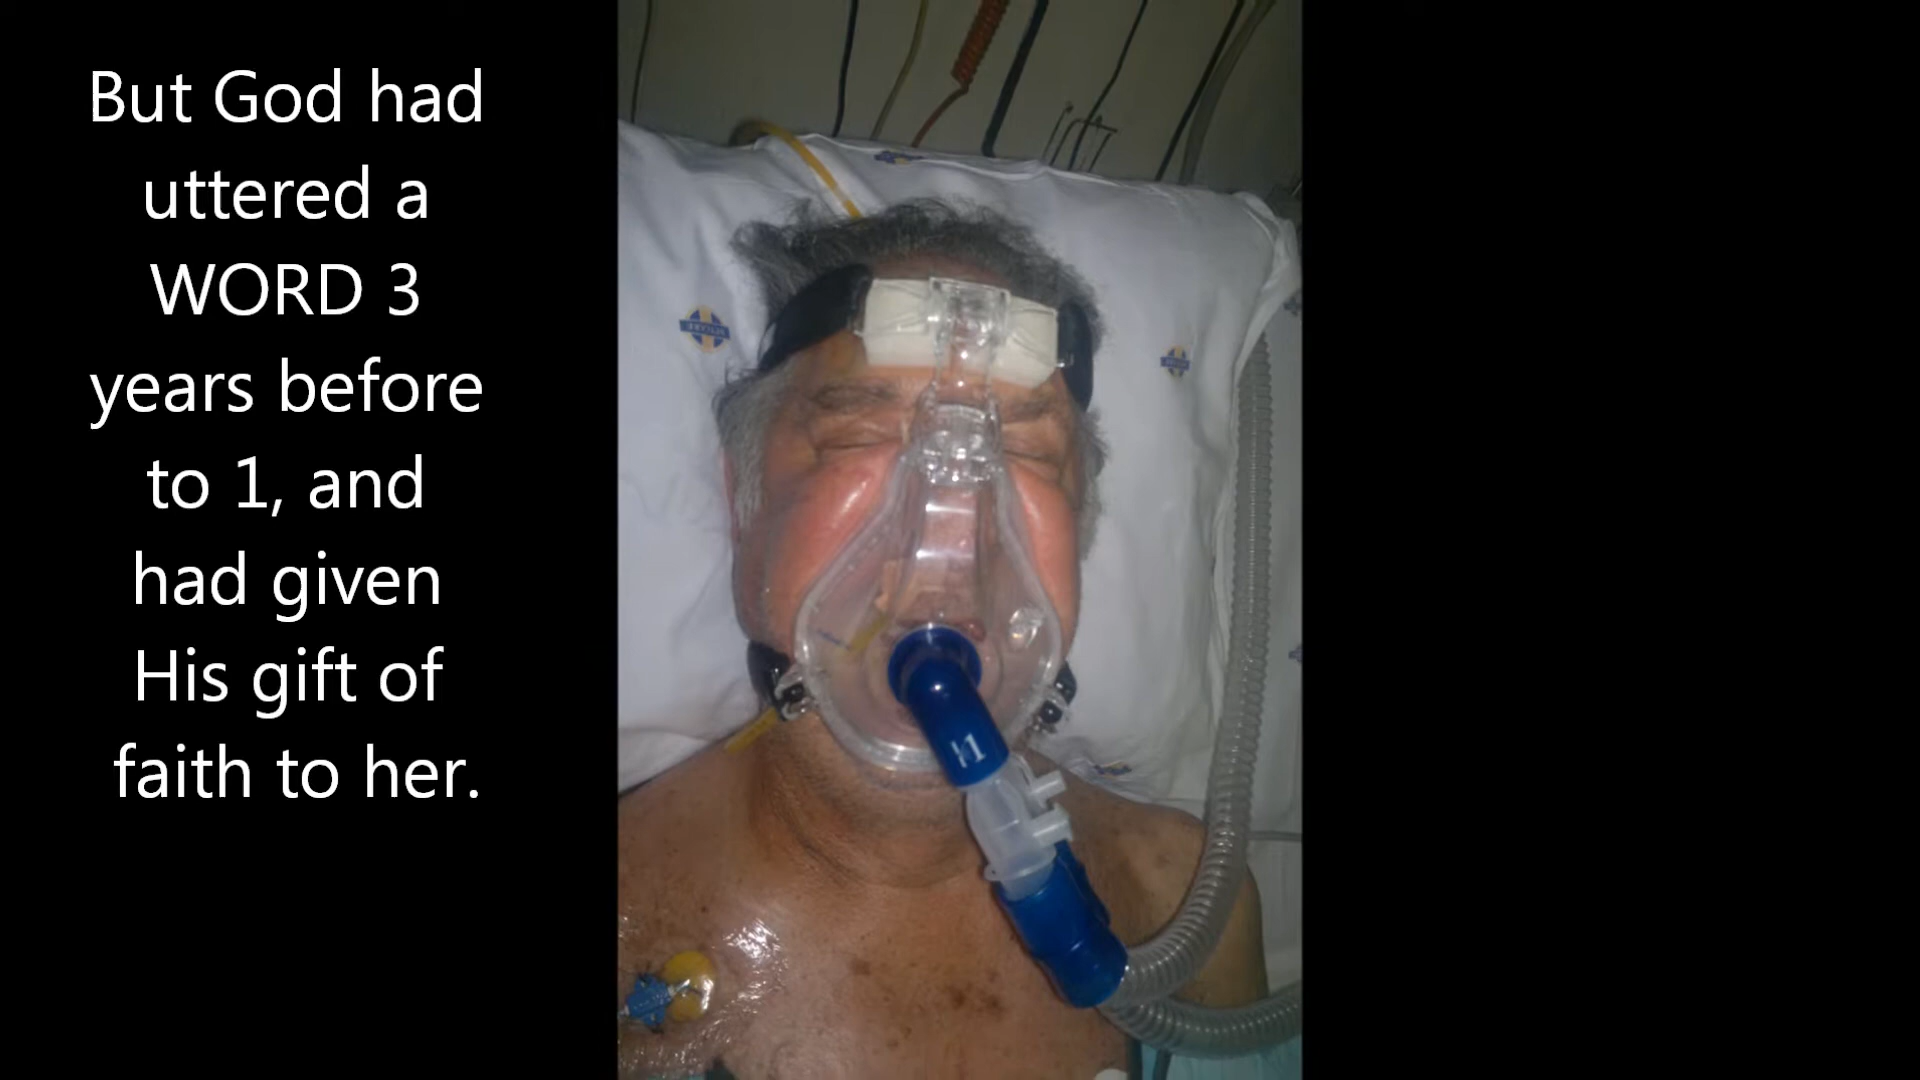 But God had
uttered a
WORD 3
years before
to 1, and
had given
His gift of
faith to her.